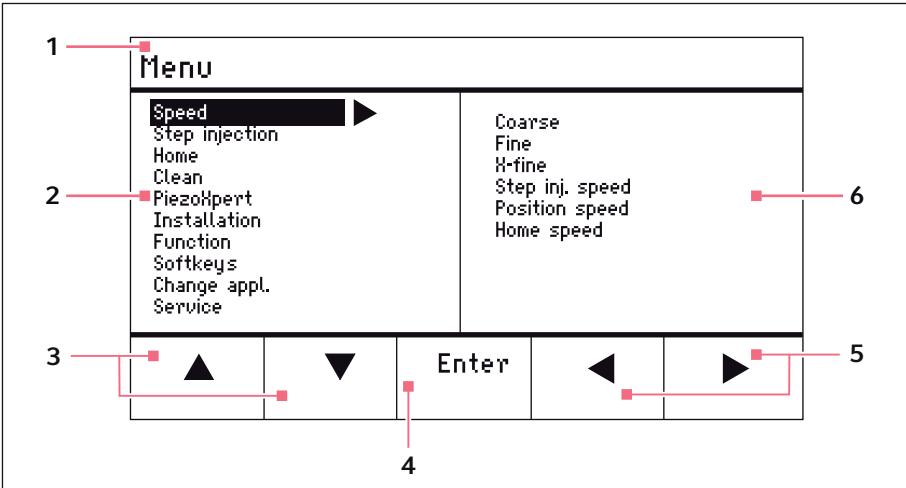 1
Menu
Speed
Step injection
Home
Clean
PiezoXpert
Installation
Function
Softkeys
Change appl.
Service
Coarse
Fine
X-fine
Step inj. speed
Position speed
Home speed
2
6
3
Enter
5
4